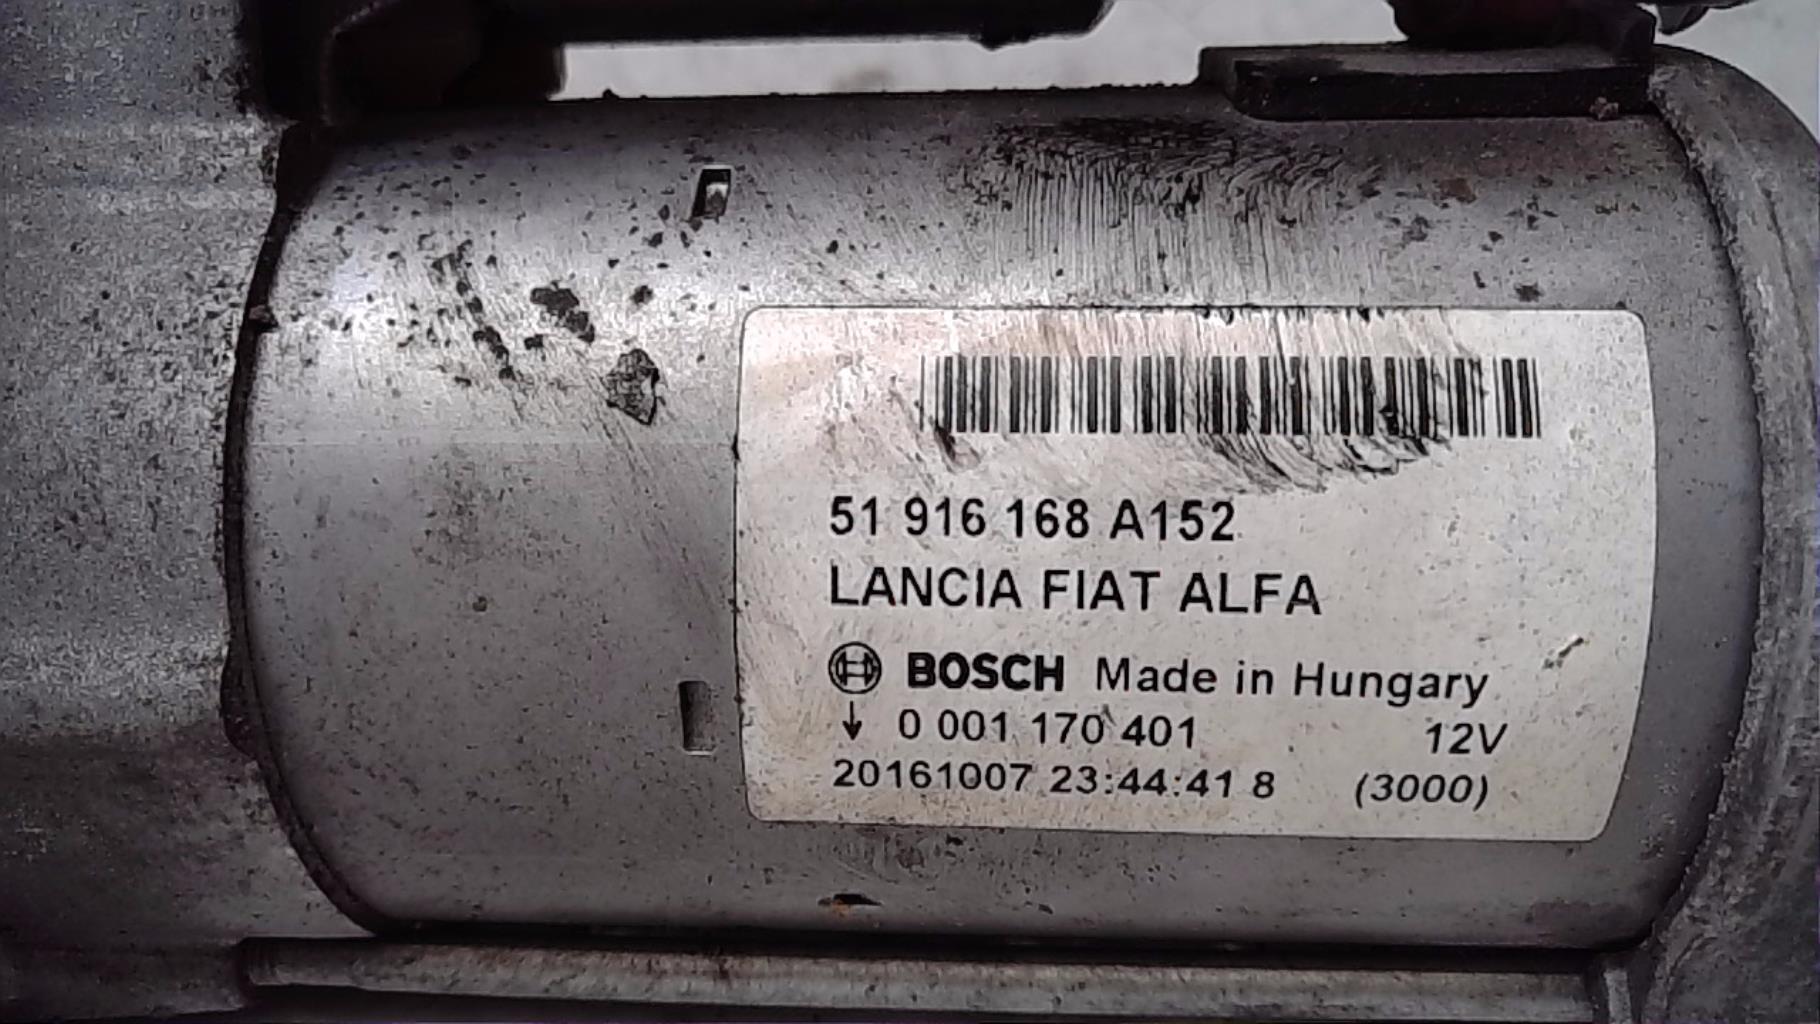 51 916 168 A152
LANCIA FIAT ALFA
BOSCH Made in Hungary
0 001 170 401 12V
20161007 23:44:41 8 (3000)